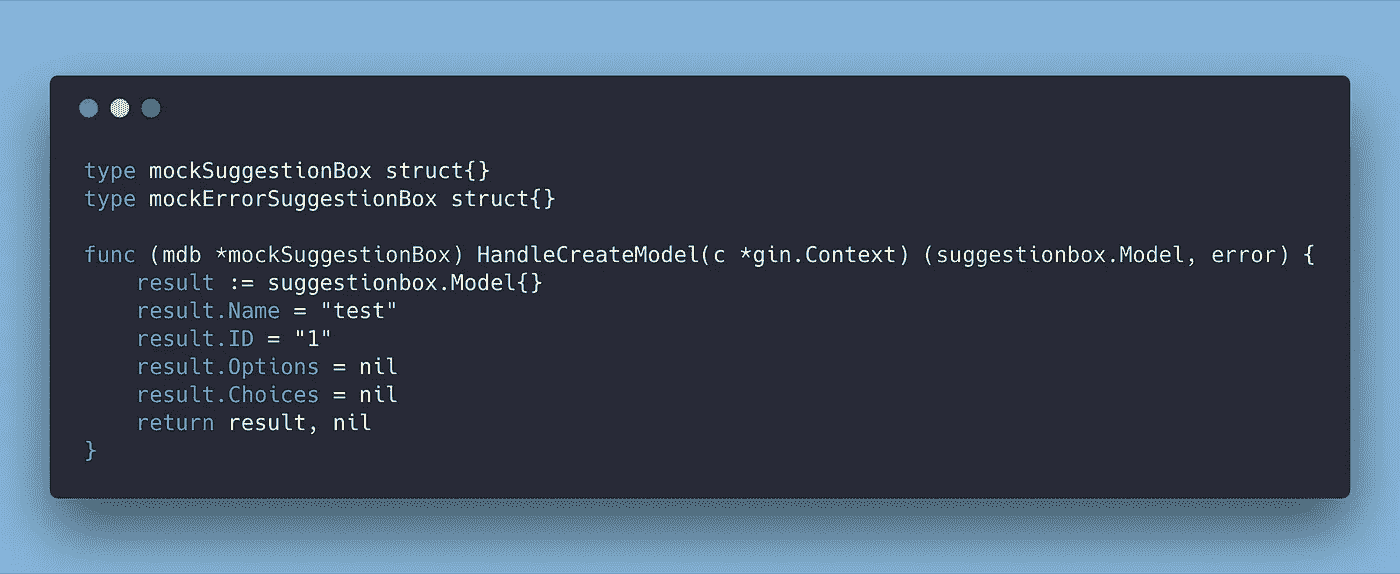 type mockSuggestionBox struct{}
type mockErrorSuggestionBox struct{}
func (mdb *mockSuggestionBox) HandleCreateModel(c *gin.Context) (suggestionbox.Model, error) {
    result := suggestionbox.Model{}
    result.Name = "test"
    result.ID = "1"
    result.Options = nil
    result.Choices = nil
    return result, nil
}